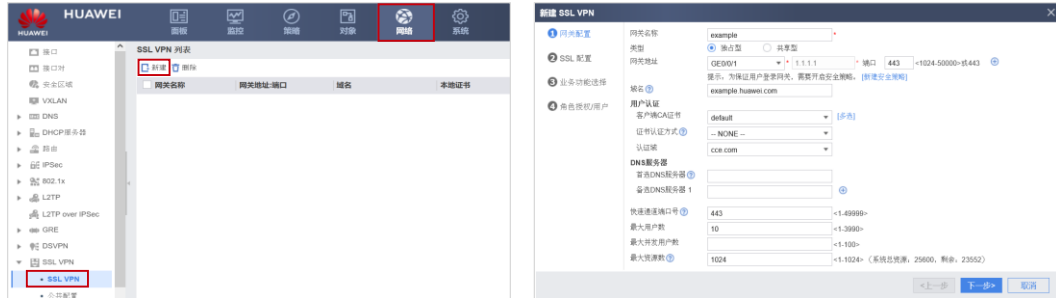 HUAWEI
HUAWEI
面板
监控
策略
对象
网络
系统
接口
接口对
安全区域
VXLAN
DNS
DHCP服务器
路由
IPSec
802.1x
L2TP
L2TP over IPSec
GRE
DSVPN
SSL VPN
SSL VPN
公共配置
SSL VPN 列表
新建 删除
网关名称 网关地址:端口 域名 本地证书
新建 SSL VPN
1 网关配置
2 SSL 配置
3 业务功能选择
4 角色授权/用户
网关名称 example *
类型 独占型 共享型
网关地址 GE0/0/1 * 1.1.1.1 * 端口 443 <1024-50000>或443
提示：为保证用户登录网关，需要开启安全策略。[新建安全策略]
域名 example.huawei.com
用户认证
客户端CA证书 default [多选]
证书认证方式 -- NONE --
认证域 cce.com
DNS服务器
首选DNS服务器
备选DNS服务器 1
快速通道端口号 443 <1-49999>
最大用户数 10 <1-3990>
最大并发用户数 <1-100>
最大资源数 1024 <1-1024>（系统总资源：25600，剩余：23552）
<上一步 下一步> 取消